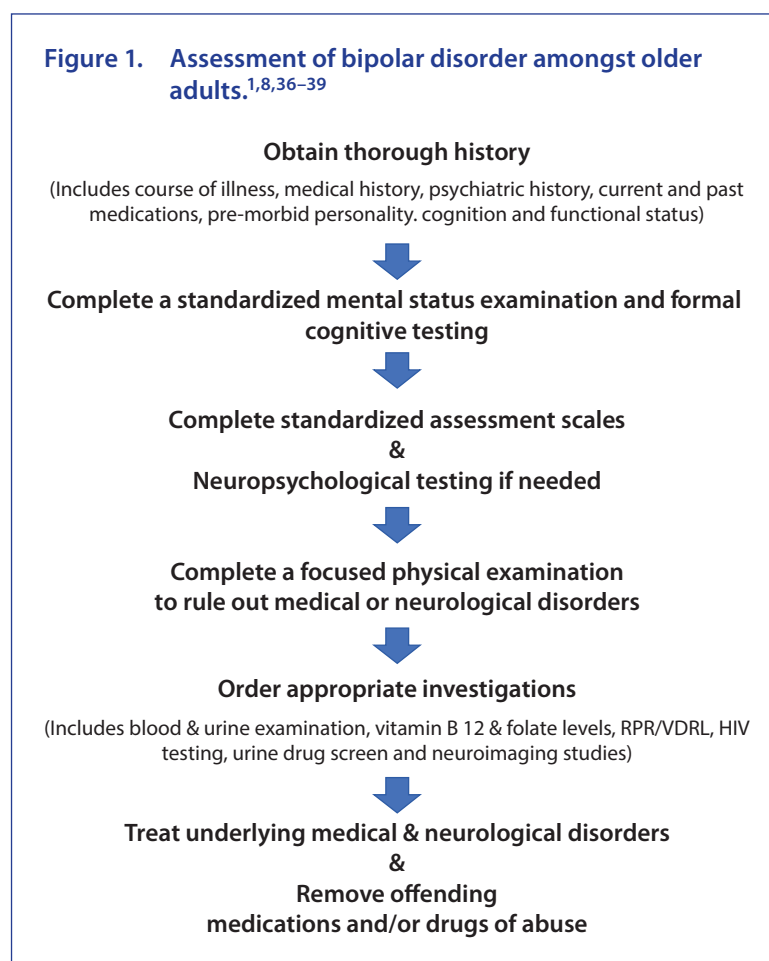 Figure 1. Assessment of bipolar disorder amongst older
adults.1,8,36–39
Obtain thorough history
(Includes course of illness, medical history, psychiatric history, current and past
medications, pre-morbid personality. cognition and functional status)
Complete a standardized mental status examination and formal
cognitive testing
Complete standardized assessment scales
&
Neuropsychological testing if needed
Complete a focused physical examination
to rule out medical or neurological disorders
Order appropriate investigations
(Includes blood & urine examination, vitamin B 12 & folate levels, RPR/VDRL, HIV
testing, urine drug screen and neuroimaging studies)
Treat underlying medical & neurological disorders
&
Remove offending
medications and/or drugs of abuse